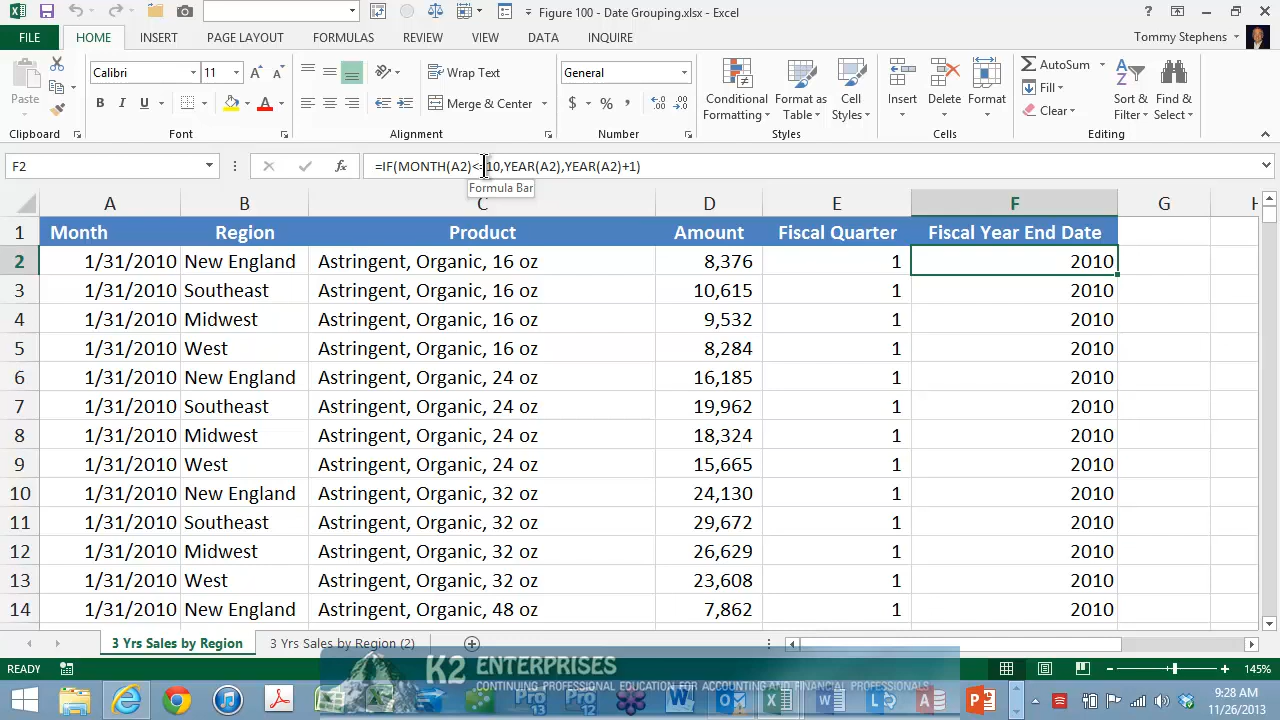 Figure 100 - Date Grouping.xlsx - Excel
FILE HOME INSERT PAGE LAYOUT FORMULAS REVIEW VIEW DATA INQUIRE Tommy Stephens
Paste Calibri 11 Wrap Text General Conditional Formatting Format as Table Cell Styles Insert Delete Format AutoSum Sort & Filter Find & Select
B I U A Merge & Center $ % , Fill
Clear
Clipboard Font Alignment Number Styles Cells Editing
F2 fx =IF(MONTH(A2)<=10,YEAR(A2),YEAR(A2)+1)
Formula Bar
A B C D E F G H
1 Month Region Product Amount Fiscal Quarter Fiscal Year End Date
2 1/31/2010 New England Astringent, Organic, 16 oz 8,376 1 2010
3 1/31/2010 Southeast Astringent, Organic, 16 oz 10,615 1 2010
4 1/31/2010 Midwest Astringent, Organic, 16 oz 9,532 1 2010
5 1/31/2010 West Astringent, Organic, 16 oz 8,284 1 2010
6 1/31/2010 New England Astringent, Organic, 24 oz 16,185 1 2010
7 1/31/2010 Southeast Astringent, Organic, 24 oz 19,962 1 2010
8 1/31/2010 Midwest Astringent, Organic, 24 oz 18,324 1 2010
9 1/31/2010 West Astringent, Organic, 24 oz 15,665 1 2010
10 1/31/2010 New England Astringent, Organic, 32 oz 24,130 1 2010
11 1/31/2010 Southeast Astringent, Organic, 32 oz 29,672 1 2010
12 1/31/2010 Midwest Astringent, Organic, 32 oz 26,629 1 2010
13 1/31/2010 West Astringent, Organic, 32 oz 23,608 1 2010
14 1/31/2010 New England Astringent, Organic, 48 oz 7,862 1 2010
3 Yrs Sales by Region 3 Yrs Sales by Region (2)
READY 145%
K2 ENTERPRISES
CONTINUING PROFESSIONAL EDUCATION FOR ACCOUNTING AND FINANCIAL PROFESSIONALS
Pro 13 Pro 12
9:28 AM
11/26/2013